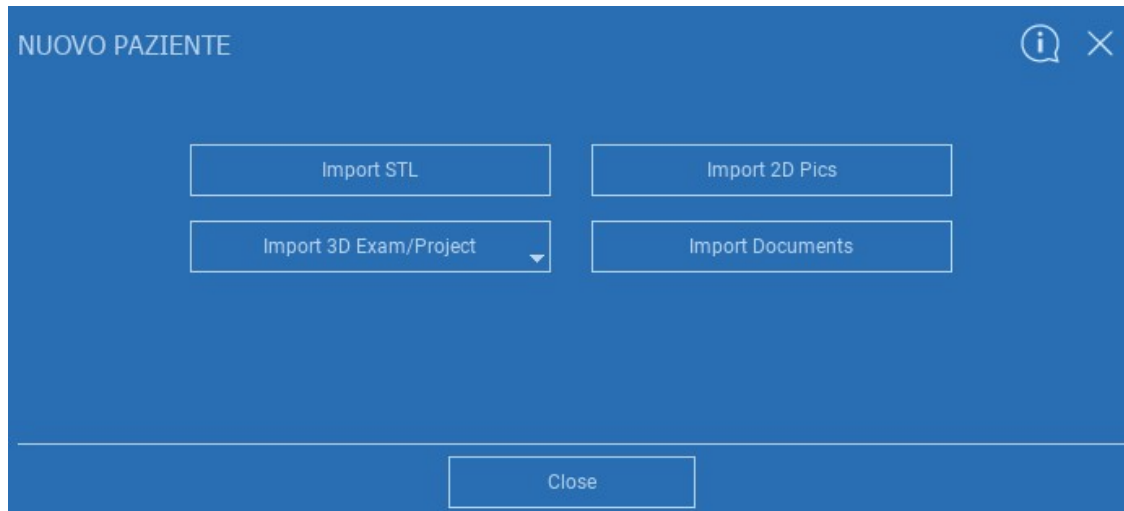 NUOVO PAZIENTE
Import STL
Import 2D Pics
Import 3D Exam/Project
Import Documents
Close